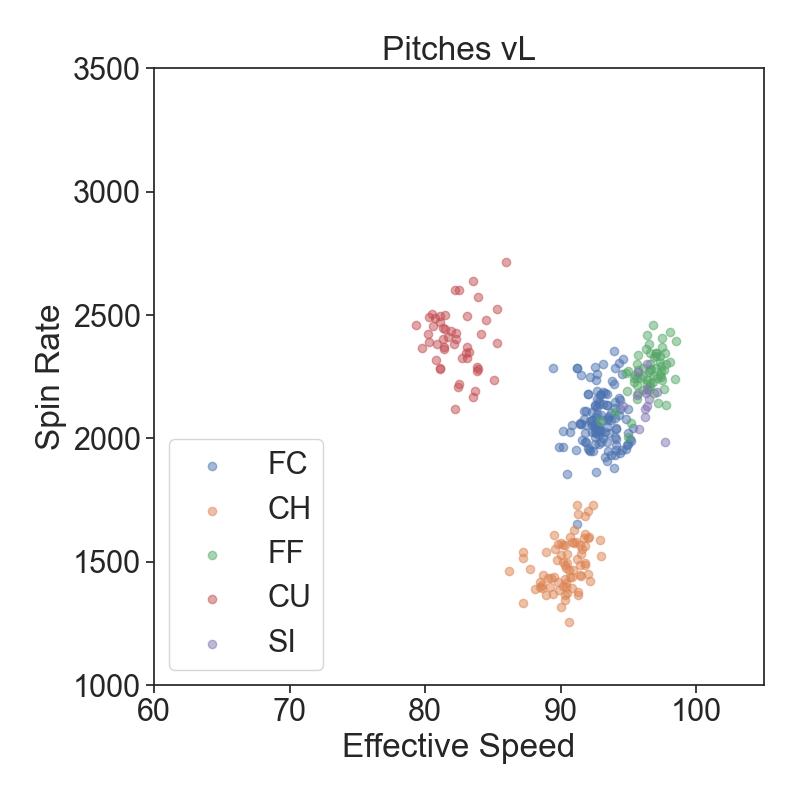 Pitches vL
3500
3000
2500
2000
1500
1000
Spin Rate
FC
CH
FF
CU
SI
60 70 80 90 100
Effective Speed